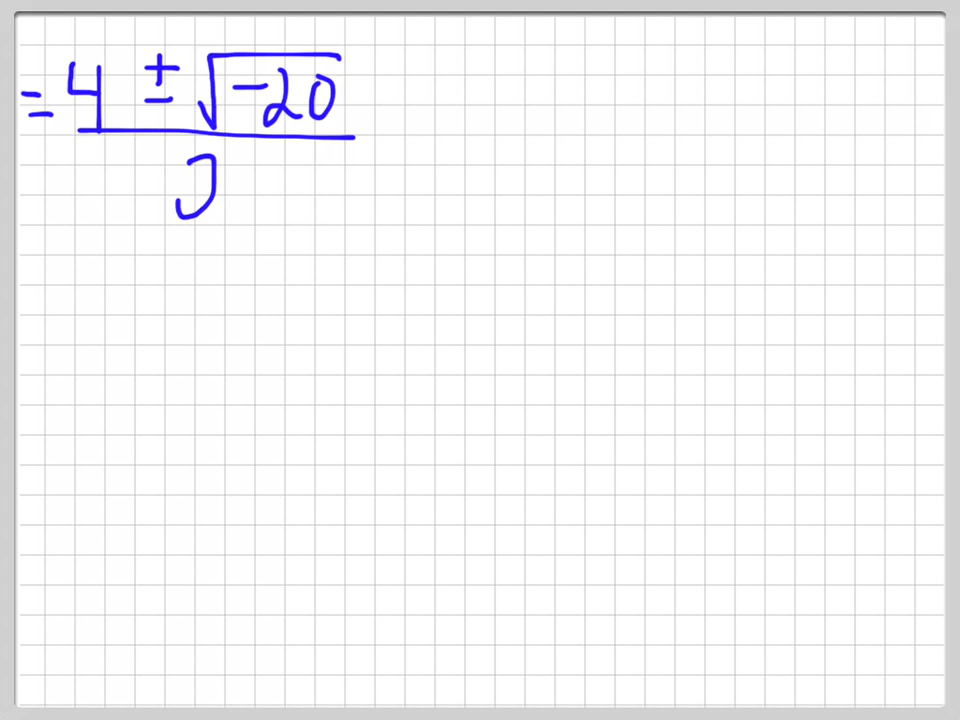 = 4 ± √-20